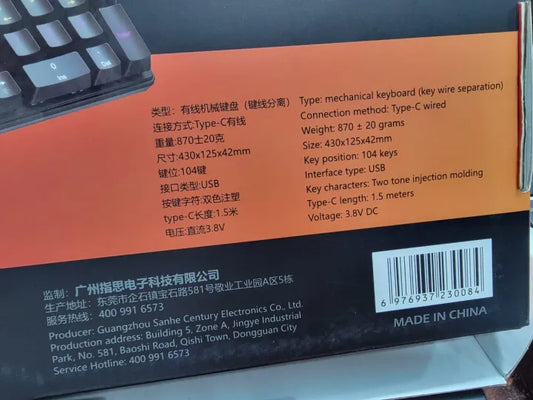 0
Ins
Del
类型：有线机械键盘（键线分离）
连接方式:Type-C有线
重量:870±20克
尺寸:430x125x42mm
键位:104键
接口类型:USB
按键字符:双色注塑
type-C长度:1.5米
电压:直流3.8V
Type: mechanical keyboard (key wire separation)
Connection method: Type-C wired
Weight: 870 ± 20 grams
Size: 430x125x42mm
Key position: 104 keys
Interface type: USB
Key characters: Two tone injection molding
Type-C length: 1.5 meters
Voltage: 3.8V DC
监制：广州指思电子科技有限公司
生产地址：东莞市企石镇宝石路581号敬业工业园A区5栋
服务热线：400 991 6573
Producer: Guangzhou Sanhe Century Electronics Co., Ltd.
Production address: Building 5, Zone A, Jingye Industrial
Park, No. 581, Baoshi Road, Qishi Town, Dongguan City
Service Hotline: 400 991 6573
6 976937 230084
MADE IN CHINA